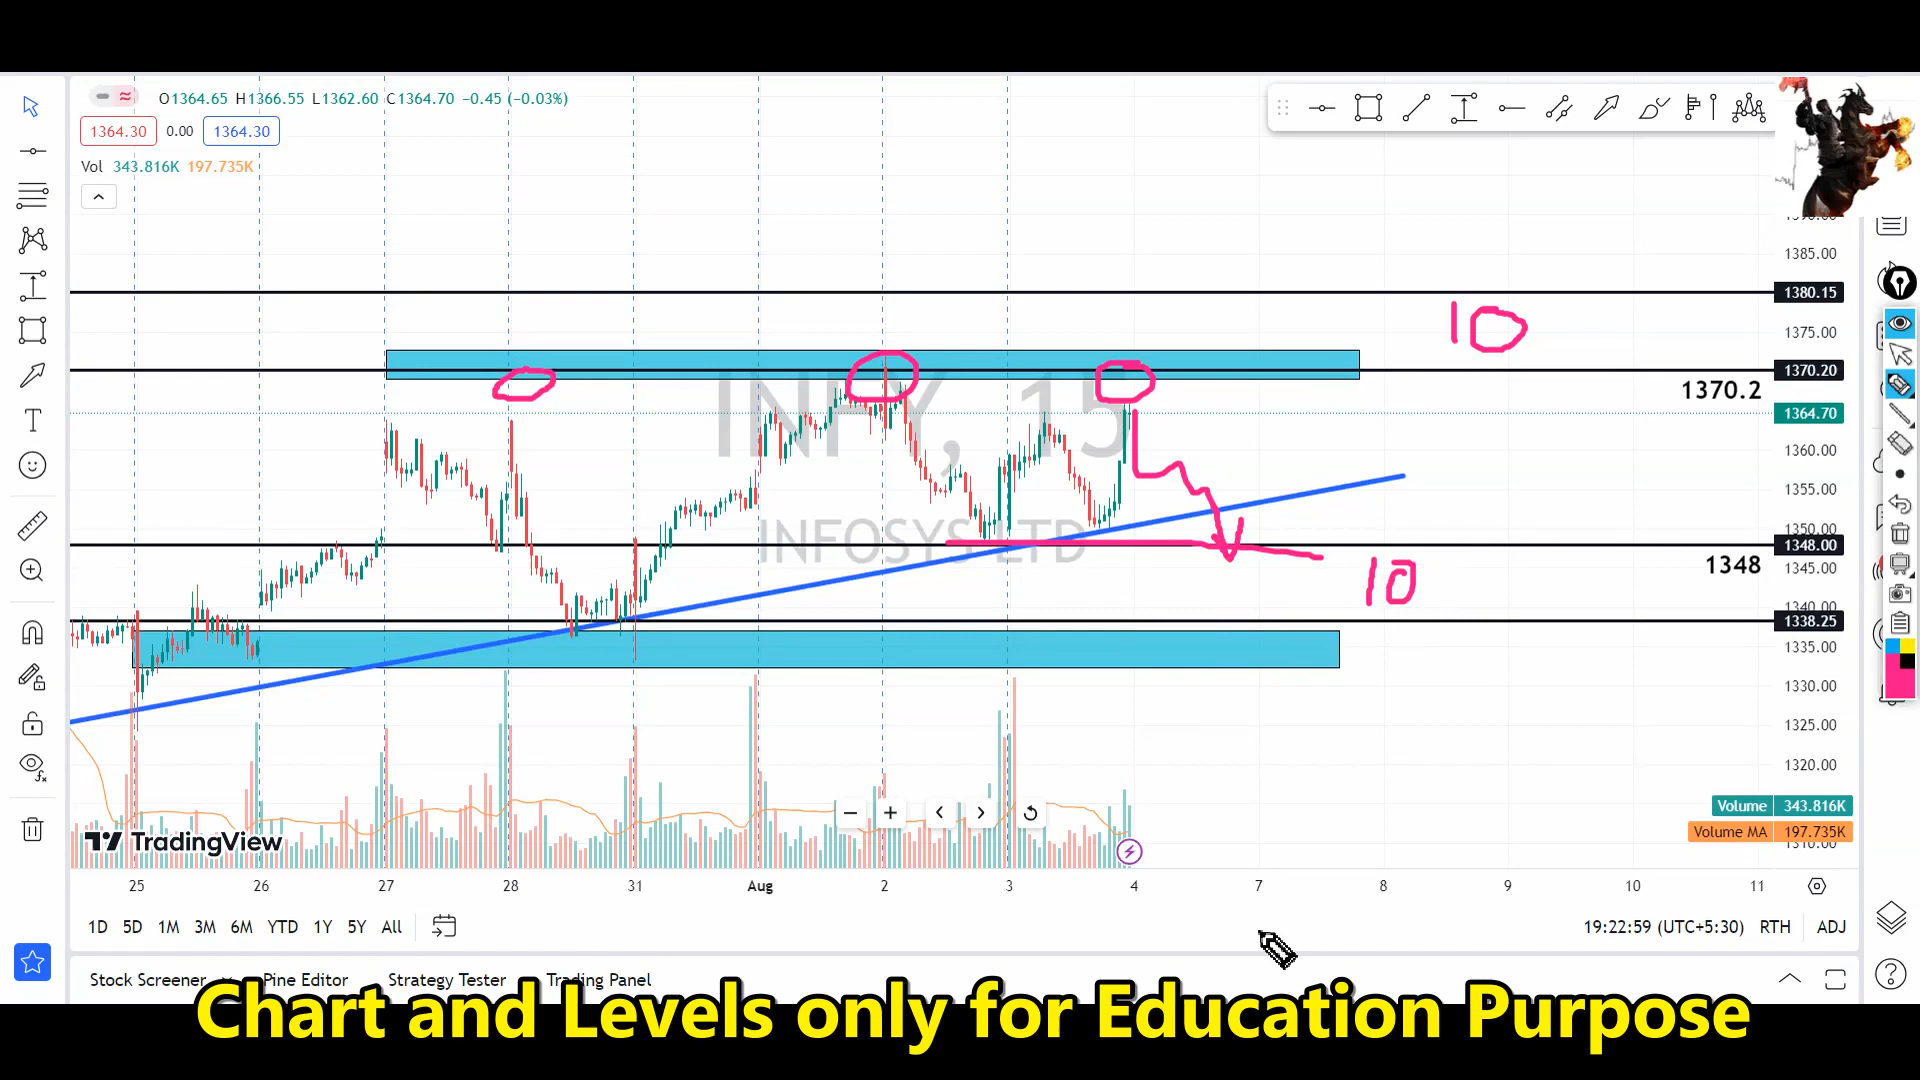 O1364.65 H1366.55 L1362.60 C1364.70 −0.45 (−0.03%)
1364.30 0.00 1364.30
Vol 343.816K 197.735K
1385.00
1380.15
10
1375.00
1370.20
1370.2
1364.70
INFY, 15
1360.00
1355.00
1350.00
INFOSYS LTD
1348.00
1348
1345.00
10
1340.00
1338.25
1335.00
1330.00
1325.00
1320.00
Volume 343.816K
Volume MA 197.735K
TradingView
25 26 27 28 31 Aug 2 3 4 7 8 9 10 11
1D 5D 1M 3M 6M YTD 1Y 5Y All
19:22:59 (UTC+5:30) RTH ADJ
Stock Screener Pine Editor Strategy Tester Trading Panel
Chart and Levels only for Education Purpose